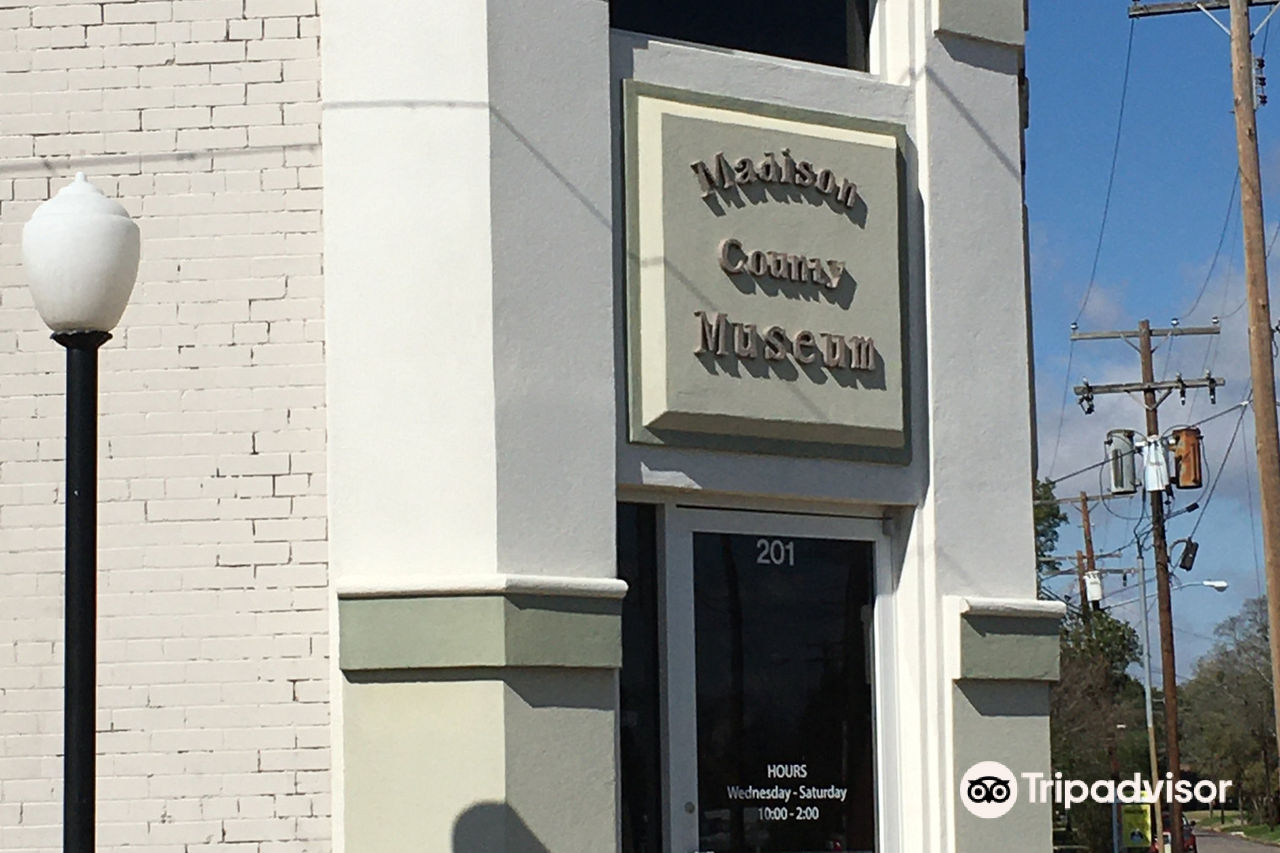 Madison
County
Museum
201
HOURS
Wednesday - Saturday
10:00 - 2:00
Tripadvisor